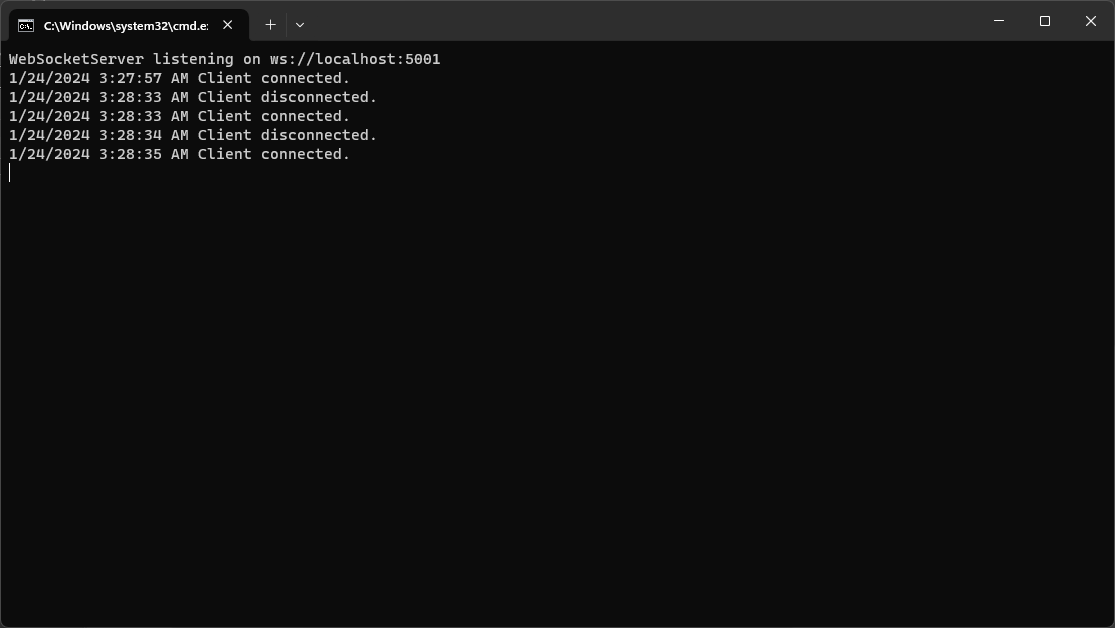 C:\Windows\system32\cmd.e:
WebSocketServer listening on ws://localhost:5001
1/24/2024 3:27:57 AM Client connected.
1/24/2024 3:28:33 AM Client disconnected.
1/24/2024 3:28:33 AM Client connected.
1/24/2024 3:28:34 AM Client disconnected.
1/24/2024 3:28:35 AM Client connected.